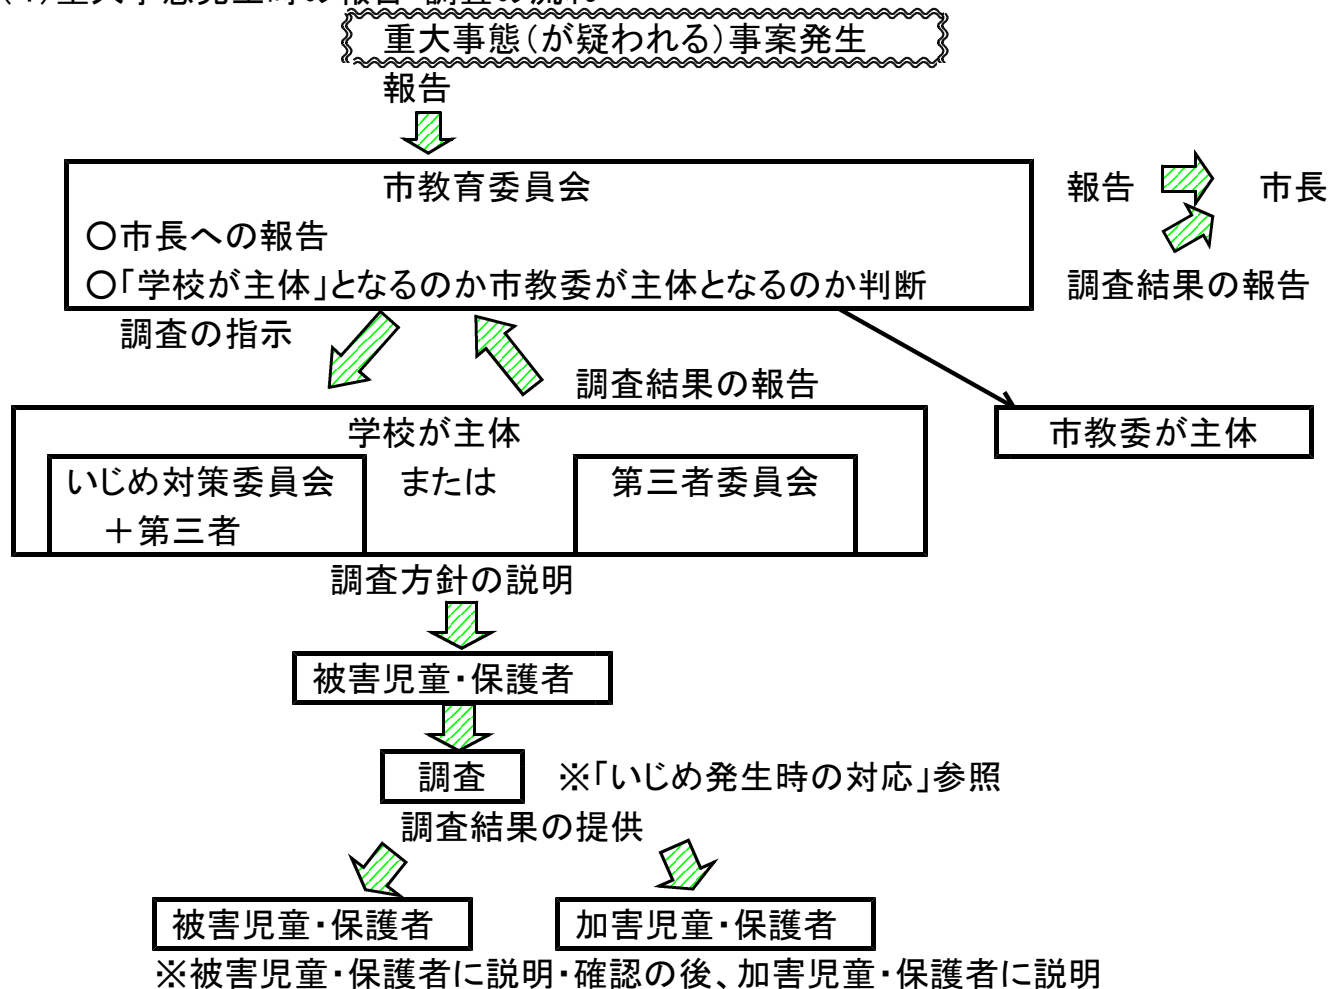 重大事態(が疑われる)事案発生
報告
市教育委員会
○市長への報告
○「学校が主体」となるのか市教委が主体となるのか判断
報告
市長
調査結果の報告
調査の指示
調査結果の報告
学校が主体
いじめ対策委員会
+第三者
または
第三者委員会
市教委が主体
調査方針の説明
被害児童・保護者
調査
※「いじめ発生時の対応」参照
調査結果の提供
被害児童・保護者
加害児童・保護者
※被害児童・保護者に説明・確認の後、加害児童・保護者に説明